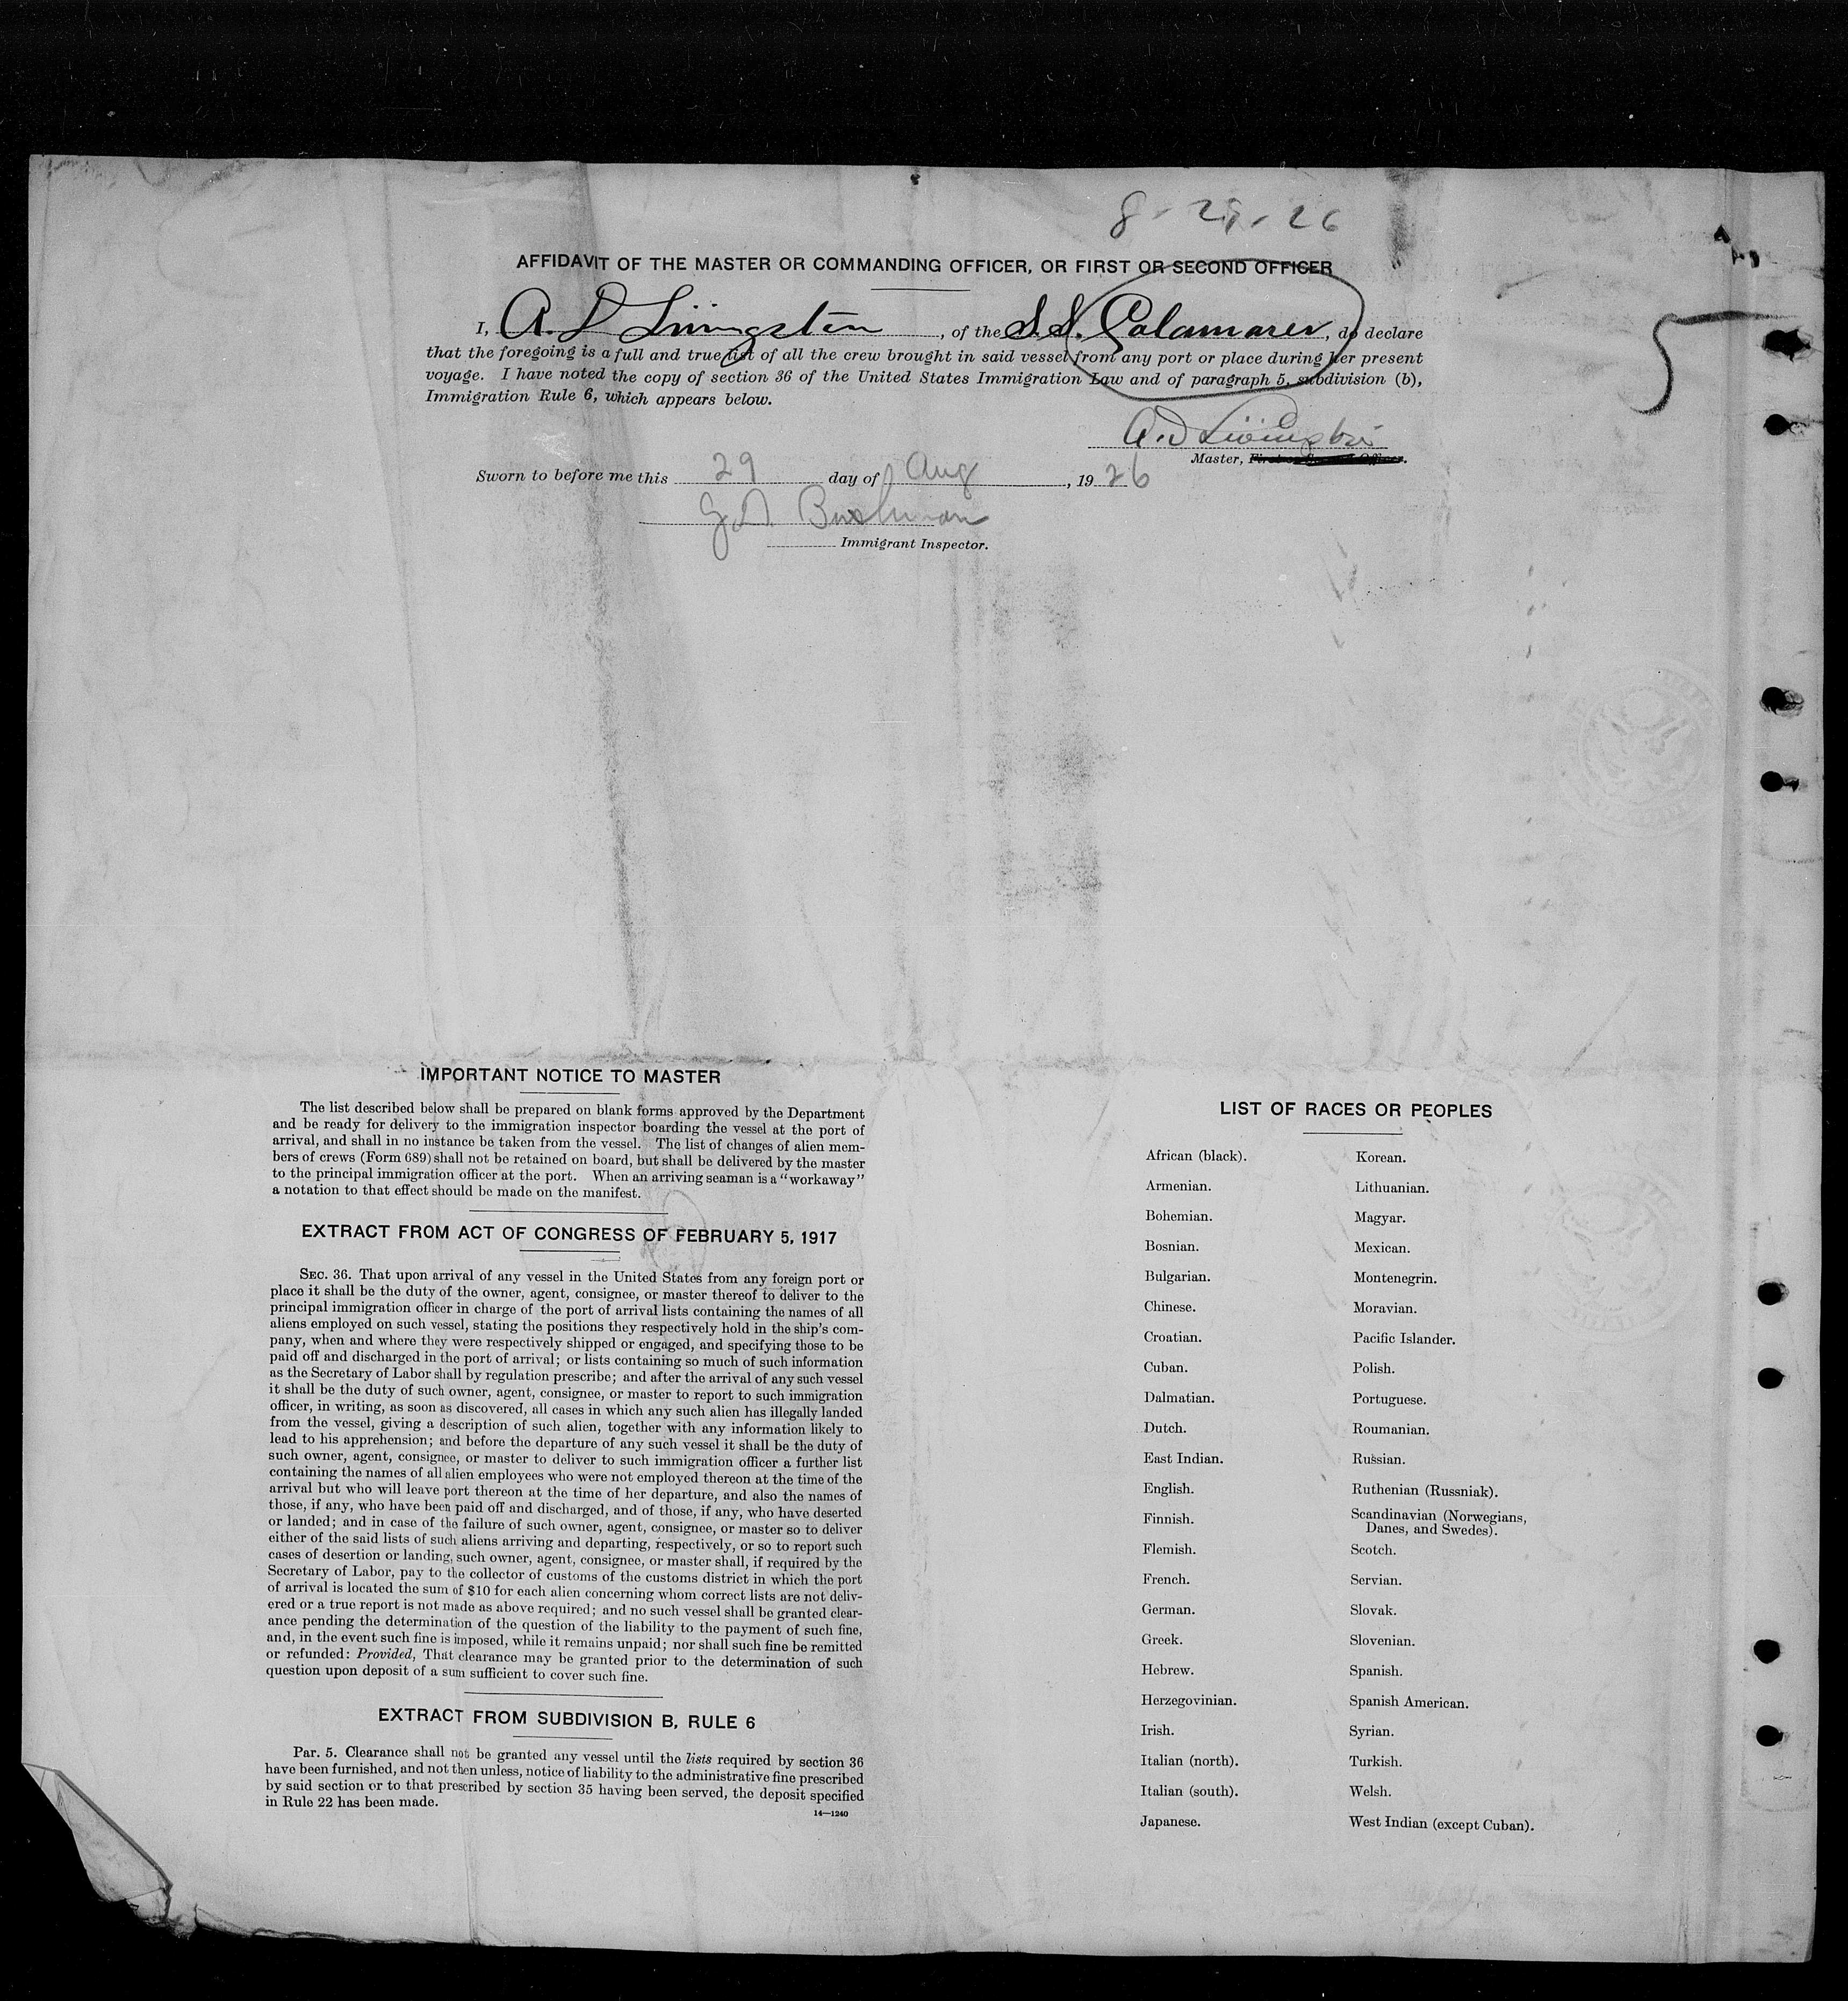 8-29-26
AFFIDAVIT OF THE MASTER OR COMMANDING OFFICER, OR FIRST OR SECOND OFFICER
I, A. D Livingston, of the S.S. Calamares, do declare
that the foregoing is a full and true list of all the crew brought in said vessel from any port or place during her present
voyage. I have noted the copy of section 36 of the United States Immigration Law and of paragraph 5, subdivision (b),
Immigration Rule 6, which appears below.
5
A.D Livingston
Master, First or Second Officer.
Sworn to before me this 29 day of Aug, 1926
Bushman
Immigrant Inspector.
IMPORTANT NOTICE TO MASTER
The list described below shall be prepared on blank forms approved by the Department
and be ready for delivery to the immigration inspector boarding the vessel at the port of
arrival, and shall in no instance be taken from the vessel. The list of changes of alien mem-
bers of crews (Form 689) shall not be retained on board, but shall be delivered by the master
to the principal immigration officer at the port. When an arriving seaman is a "workaway"
a notation to that effect should be made on the manifest.
EXTRACT FROM ACT OF CONGRESS OF FEBRUARY 5, 1917
SEC. 36. That upon arrival of any vessel in the United States from any foreign port or
place it shall be the duty of the owner, agent, consignee, or master thereof to deliver to the
principal immigration officer in charge of the port of arrival lists containing the names of all
aliens employed on such vessel, stating the positions they respectively hold in the ship's com-
pany, when and where they were respectively shipped or engaged, and specifying those to be
paid off and discharged in the port of arrival; or lists containing so much of such information
as the Secretary of Labor shall by regulation prescribe; and after the arrival of any such vessel
it shall be the duty of such owner, agent, consignee, or master to report to such immigration
officer, in writing, as soon as discovered, all cases in which any such alien has illegally landed
from the vessel, giving a description of such alien, together with any information likely to
lead to his apprehension; and before the departure of any such vessel it shall be the duty of
such owner, agent, consignee, or master to deliver to such immigration officer a further list
containing the names of all alien employees who were not employed thereon at the time of the
arrival but who will leave port thereon at the time of her departure, and also the names of
those, if any, who have been paid off and discharged, and of those, if any, who have deserted
or landed; and in case of the failure of such owner, agent, consignee, or master so to deliver
either of the said lists of such aliens arriving and departing, respectively, or so to report such
cases of desertion or landing, such owner, agent, consignee, or master shall, if required by the
Secretary of Labor, pay to the collector of customs of the customs district in which the port
of arrival is located the sum of $10 for each alien concerning whom correct lists are not deliv-
ered or a true report is not made as above required; and no such vessel shall be granted clear-
ance pending the determination of the question of the liability to the payment of such fine,
and, in the event such fine is imposed, while it remains unpaid; nor shall such fine be remitted
or refunded: Provided, That clearance may be granted prior to the determination of such
question upon deposit of a sum sufficient to cover such fine.
EXTRACT FROM SUBDIVISION B, RULE 6
Par. 5. Clearance shall not be granted any vessel until the lists required by section 36
have been furnished, and not then unless, notice of liability to the administrative fine prescribed
by said section or to that prescribed by section 35 having been served, the deposit specified
in Rule 22 has been made.
14—1240
LIST OF RACES OR PEOPLES
African (black).
Armenian.
Bohemian.
Bosnian.
Bulgarian.
Chinese.
Croatian.
Cuban.
Dalmatian.
Dutch.
East Indian.
English.
Finnish.
Flemish.
French.
German.
Greek.
Hebrew.
Herzegovinian.
Irish.
Italian (north).
Italian (south).
Japanese.
Korean.
Lithuanian.
Magyar.
Mexican.
Montenegrin.
Moravian.
Pacific Islander.
Polish.
Portuguese.
Roumanian.
Russian.
Ruthenian (Russniak).
Scandinavian (Norwegians,
Danes, and Swedes).
Scotch.
Servian.
Slovak.
Slovenian.
Spanish.
Spanish American.
Syrian.
Turkish.
Welsh.
West Indian (except Cuban).